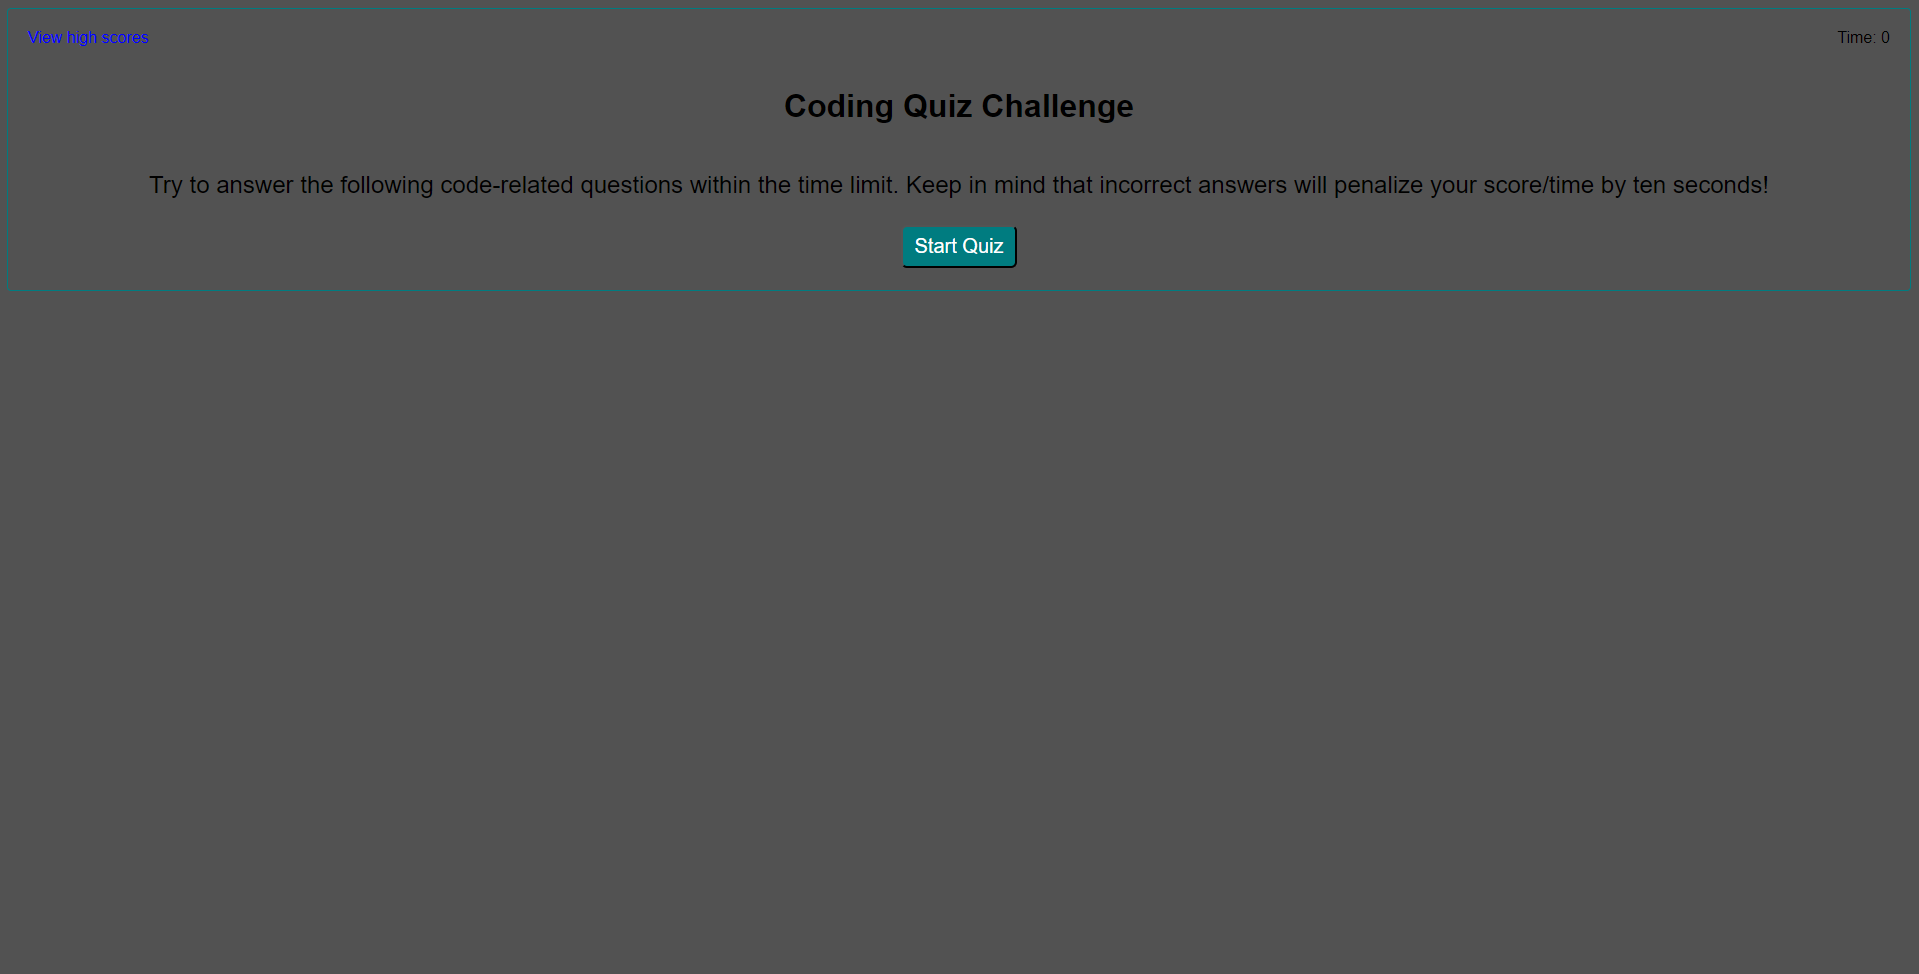 View high scores
Time: 0
Coding Quiz Challenge
Try to answer the following code-related questions within the time limit. Keep in mind that incorrect answers will penalize your score/time by ten seconds!
Start Quiz